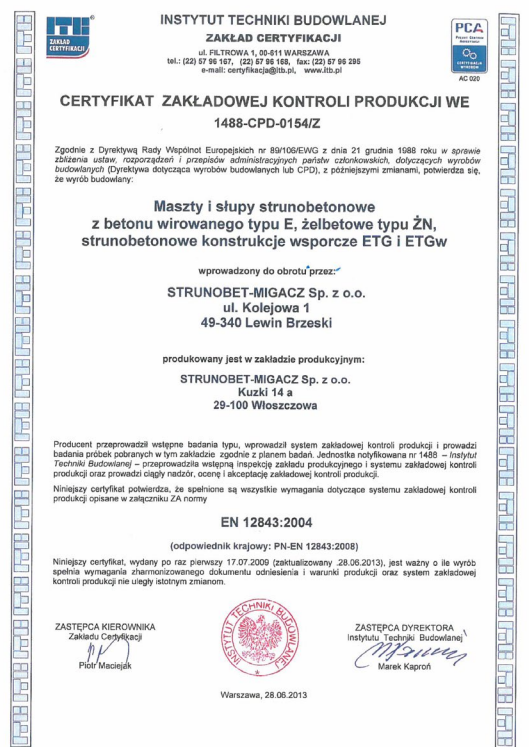 INSTYTUT TECHNIKI BUDOWLANEJ
ZAKŁAD CERTYFIKACJI
ul. FILTROWA 1, 00-611 WARSZAWA
tel.: (22) 57 96 167, (22) 57 96 168, fax: (22) 57 96 295
e-mail: certyfikacja@itb.pl, www.itb.pl
itb
ZAKŁAD
CERTYFIKACJI
PCA
POLSKIE CENTRUM
AKREDYTACJI
CERTYFIKACJA
WYROBÓW
AC 020
CERTYFIKAT ZAKŁADOWEJ KONTROLI PRODUKCJI WE
1488-CPD-0154/Z
Zgodnie z Dyrektywą Rady Wspólnot Europejskich nr 89/106/EWG z dnia 21 grudnia 1988 roku w sprawie
zbliżenia ustaw, rozporządzeń i przepisów administracyjnych państw członkowskich, dotyczących wyrobów
budowlanych (Dyrektywa dotycząca wyrobów budowlanych lub CPD), z późniejszymi zmianami, potwierdza się,
że wyrób budowlany:
Maszty i słupy strunobetonowe
z betonu wirowanego typu E, żelbetowe typu ŻN,
strunobetonowe konstrukcje wsporcze ETG i ETGw
wprowadzony do obrotu przez:
STRUNOBET-MIGACZ Sp. z o.o.
ul. Kolejowa 1
49-340 Lewin Brzeski
produkowany jest w zakładzie produkcyjnym:
STRUNOBET-MIGACZ Sp. z o.o.
Kuzki 14 a
29-100 Włoszczowa
Producent przeprowadził wstępne badania typu, wprowadził system zakładowej kontroli produkcji i prowadzi
badania próbek pobranych w tym zakładzie zgodnie z planem badań. Jednostka notyfikowana nr 1488 – Instytut
Techniki Budowlanej – przeprowadziła wstępną inspekcję zakładu produkcyjnego i systemu zakładowej kontroli
produkcji oraz prowadzi ciągły nadzór, ocenę i akceptację zakładowej kontroli produkcji.
Niniejszy certyfikat potwierdza, że spełnione są wszystkie wymagania dotyczące systemu zakładowej kontroli
produkcji opisane w załączniku ZA normy
EN 12843:2004
(odpowiednik krajowy: PN-EN 12843:2008)
Niniejszy certyfikat, wydany po raz pierwszy 17.07.2009 (zaktualizowany .28.06.2013), jest ważny o ile wyrób
spełnia wymagania zharmonizowanego dokumentu odniesienia i warunki produkcji oraz system zakładowej
kontroli produkcji nie uległy istotnym zmianom.
ZASTĘPCA KIEROWNIKA
Zakładu Certyfikacji
Piotr Maciejak
INSTYTUT TECHNIKI BUDOWLANEJ
ZASTĘPCA DYREKTORA
Instytutu Techniki Budowlanej
Marek Kaproń
Warszawa, 28.06.2013